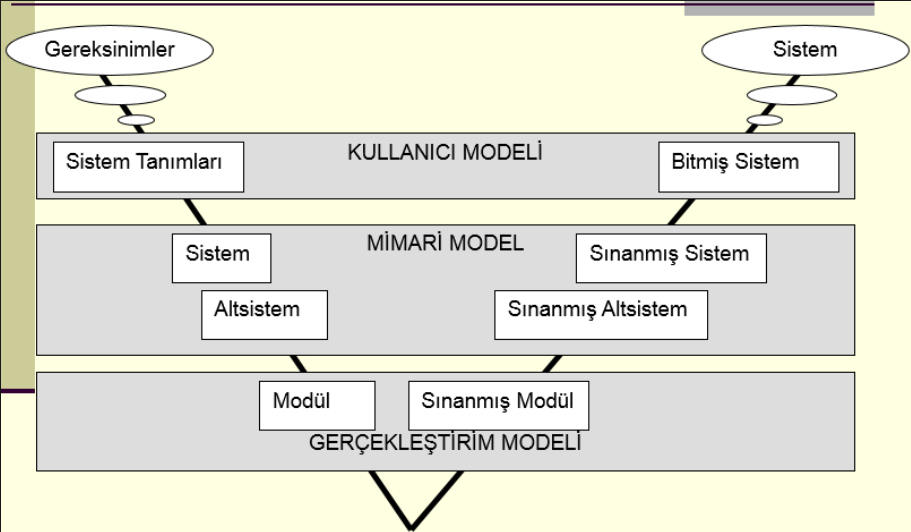 Gereksinimler
Sistem
KULLANICI MODELİ
Sistem Tanımları
Bitmiş Sistem
MİMARİ MODEL
Sistem
Sınanmış Sistem
Altsistem
Sınanmış Altsistem
Modül
Sınanmış Modül
GERÇEKLEŞTİRİM MODELİ